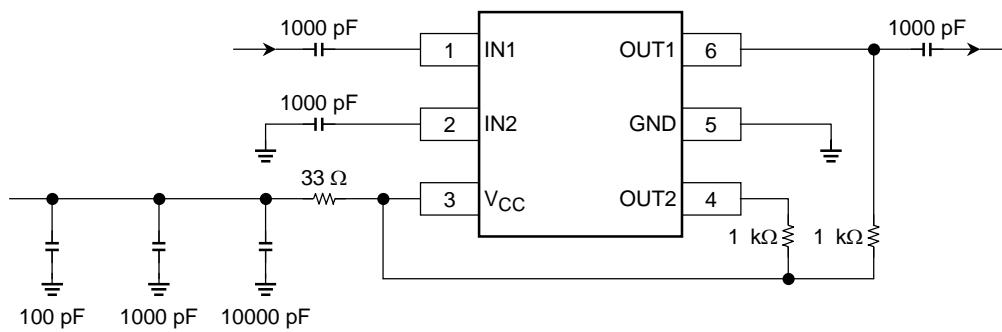 1000 pF
1000 pF
1 IN1 OUT1 6
1000 pF
2 IN2 GND 5
33 Ω
3 VCC OUT2 4
1 kΩ 1 kΩ
100 pF 1000 pF 10000 pF